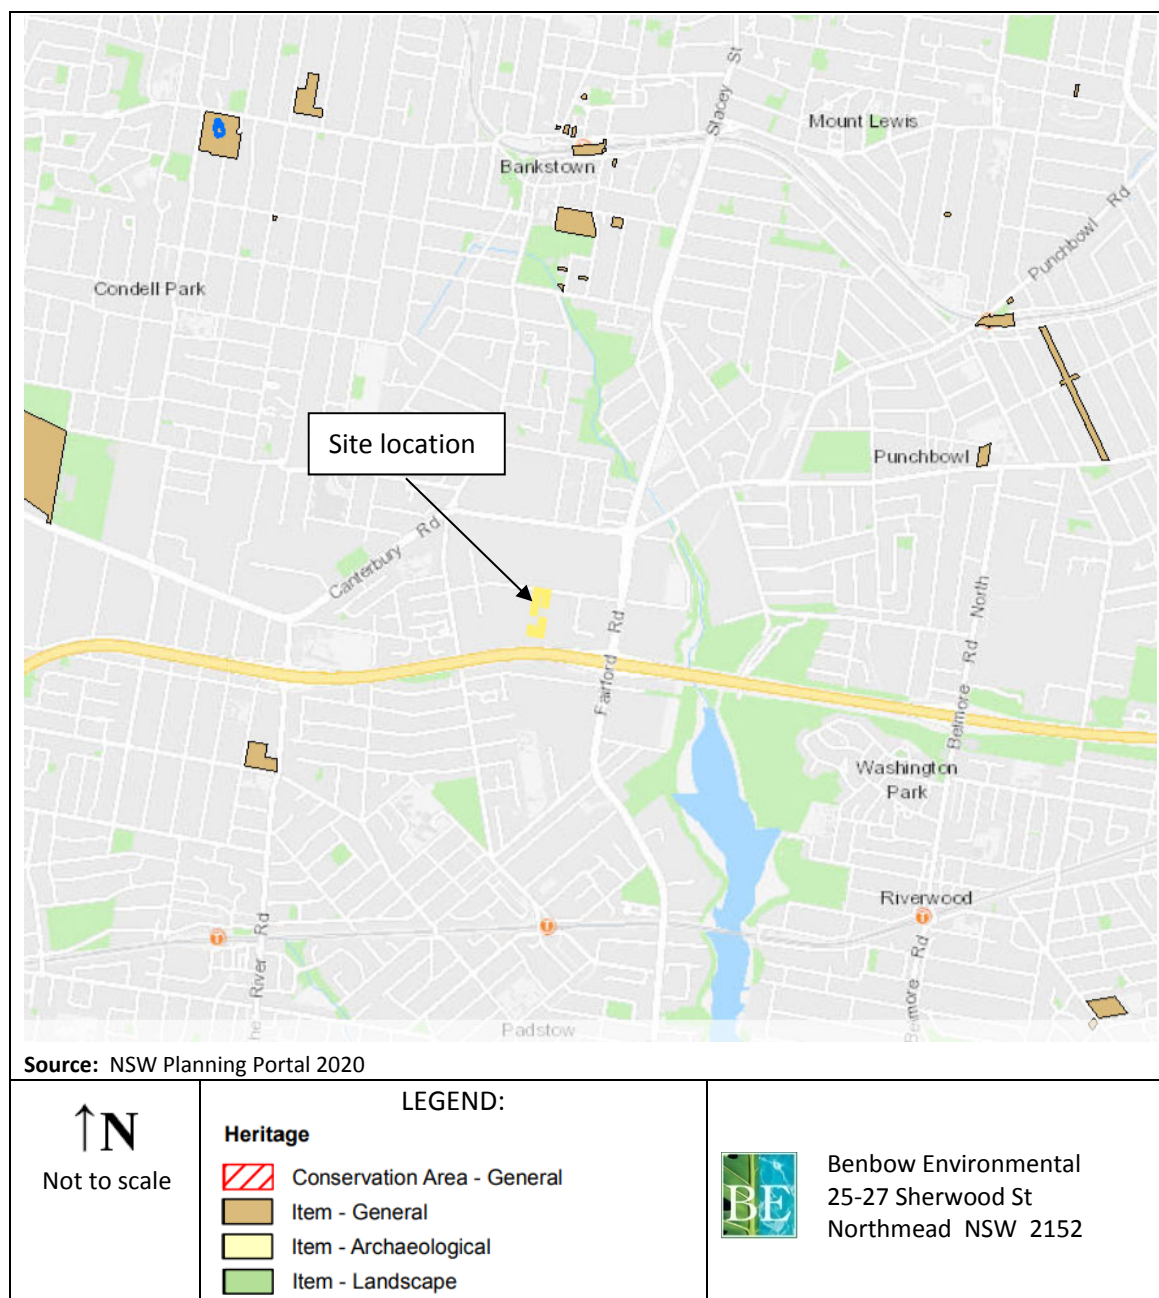 Stacey St
Mount Lewis
Bankstown
Punchbowl Rd
Condell Park
Site location
Punchbowl
Canterbury Rd
Fairford Rd
Belmore Rd North
Washington
Park
Riverwood
he River Rd
Belmore Rd
Padstow
Source: NSW Planning Portal 2020
↑N
Not to scale
LEGEND:
Heritage
Conservation Area - General
Item - General
Item - Archaeological
Item - Landscape
BE
Benbow Environmental
25-27 Sherwood St
Northmead NSW 2152